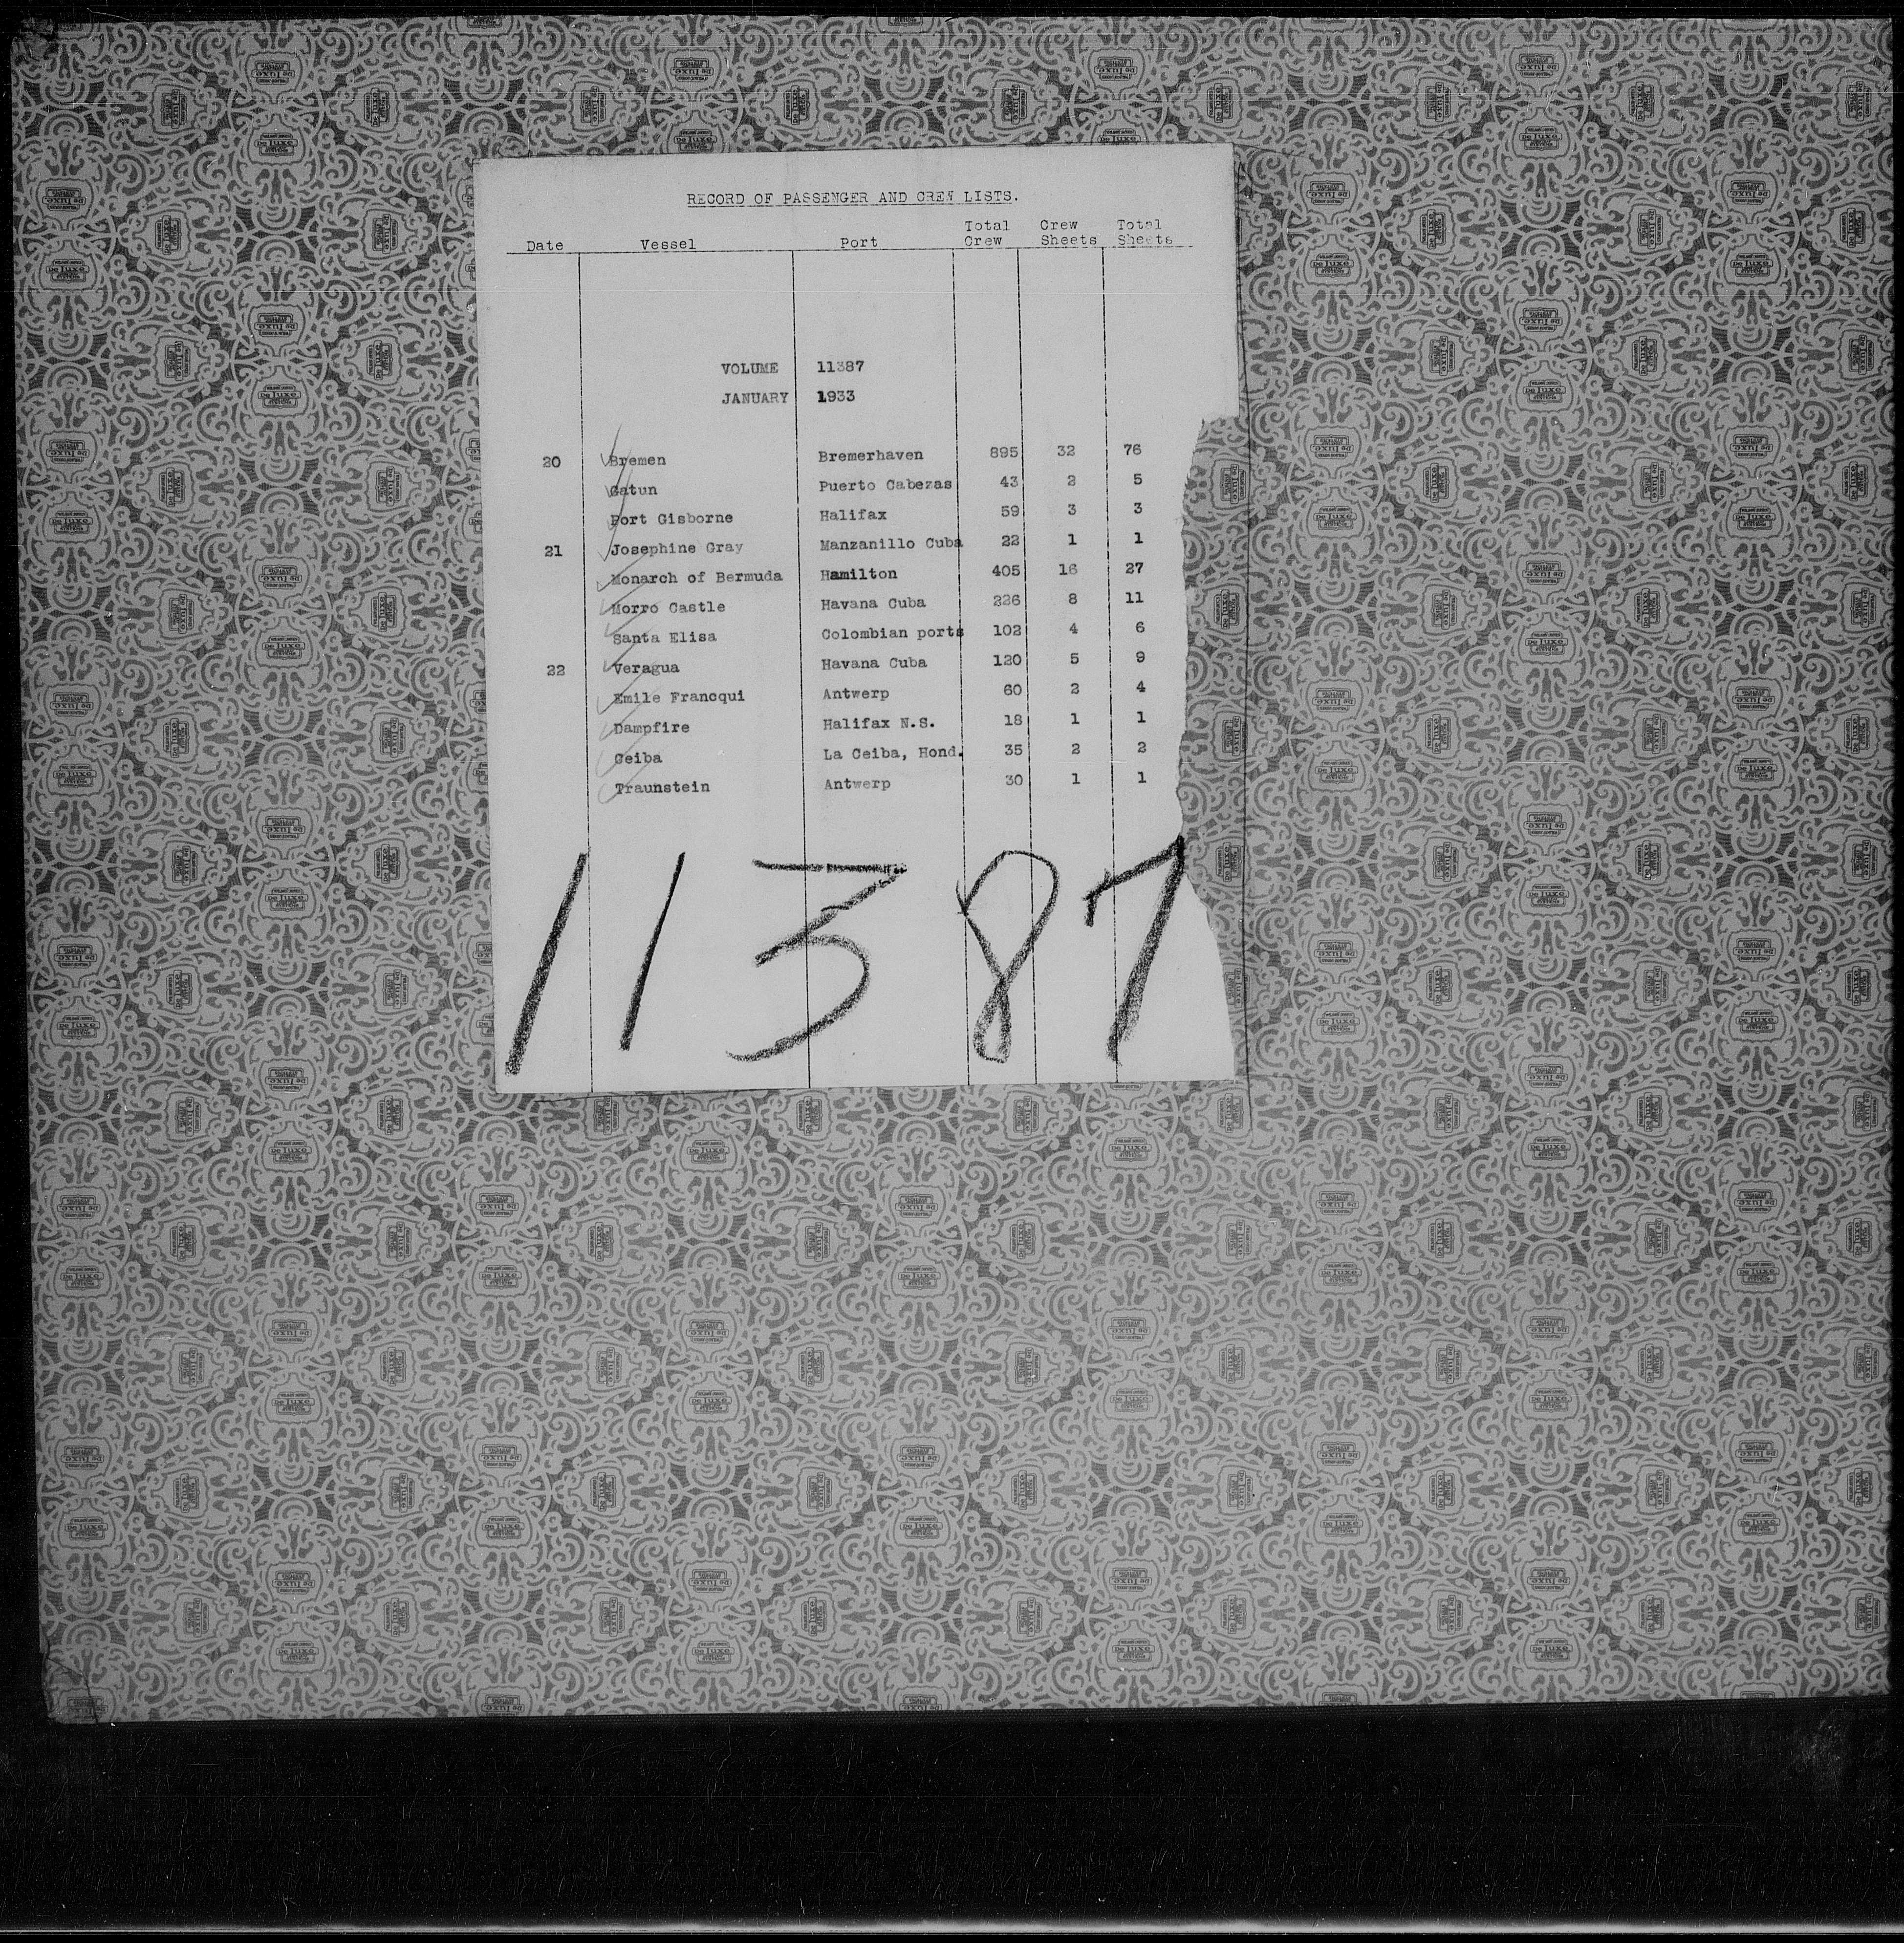 RECORD OF PASSENGER AND CREW LISTS.
Date Vessel Port Total Crew Crew Sheets Total Sheets
VOLUME 11387
JANUARY 1933
20 Bremen Bremerhaven 895 32 76
Gatun Puerto Cabezas 43 2 5
Port Gisborne Halifax 59 3 3
21 Josephine Gray Manzanillo Cuba 22 1 1
Monarch of Bermuda Hamilton 405 16 27
Morro Castle Havana Cuba 226 8 11
Santa Elisa Colombian ports 102 4 6
22 Veragua Havana Cuba 120 5 9
Emile Francqui Antwerp 60 2 4
Dampfire Halifax N.S. 18 1 1
Ceiba La Ceiba, Hond. 35 2 2
Traunstein Antwerp 30 1 1
11387
De luxe